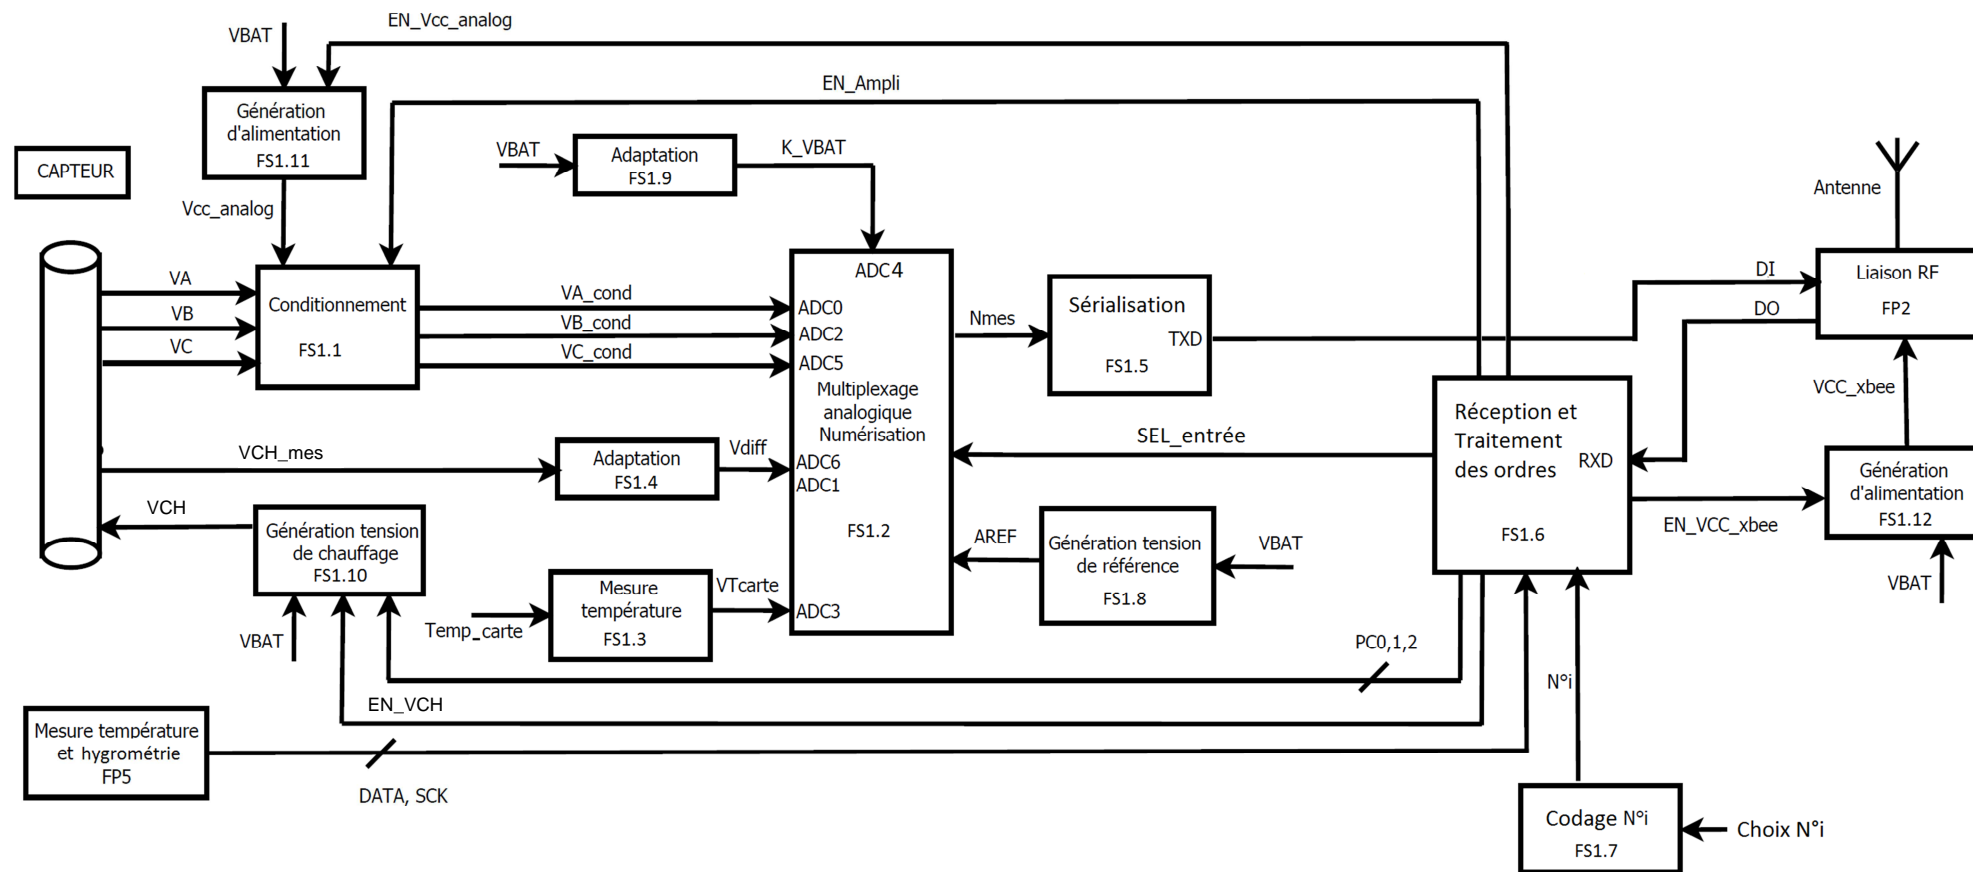 EN_Vcc_analog
VBAT
EN_Ampli
Génération
d'alimentation
FS1.11
CAPTEUR
VBAT
Adaptation
FS1.9
K_VBAT
Antenne
Vcc_analog
ADC4
DI
Liaison RF
FP2
DO
VA
VB
VC
Conditionnement
FS1.1
VA_cond
VB_cond
VC_cond
ADC0
ADC2
ADC5
Multiplexage
analogique
Numérisation
Nmes
Sérialisation
TXD
FS1.5
VCC_xbee
Réception et
Traitement
des ordres
RXD
FS1.6
SEL_entrée
VCH_mes
Adaptation
FS1.4
Vdiff
ADC6
ADC1
FS1.2
Génération
d'alimentation
FS1.12
EN_VCC_xbee
VCH
Génération tension
de chauffage
FS1.10
AREF
Génération tension
de référence
FS1.8
VBAT
VBAT
VBAT
Temp_carte
Mesure
température
FS1.3
VTcarte
ADC3
PC0,1,2
N°i
EN_VCH
Mesure température
et hygrométrie
FP5
DATA, SCK
Codage N°i
FS1.7
Choix N°i